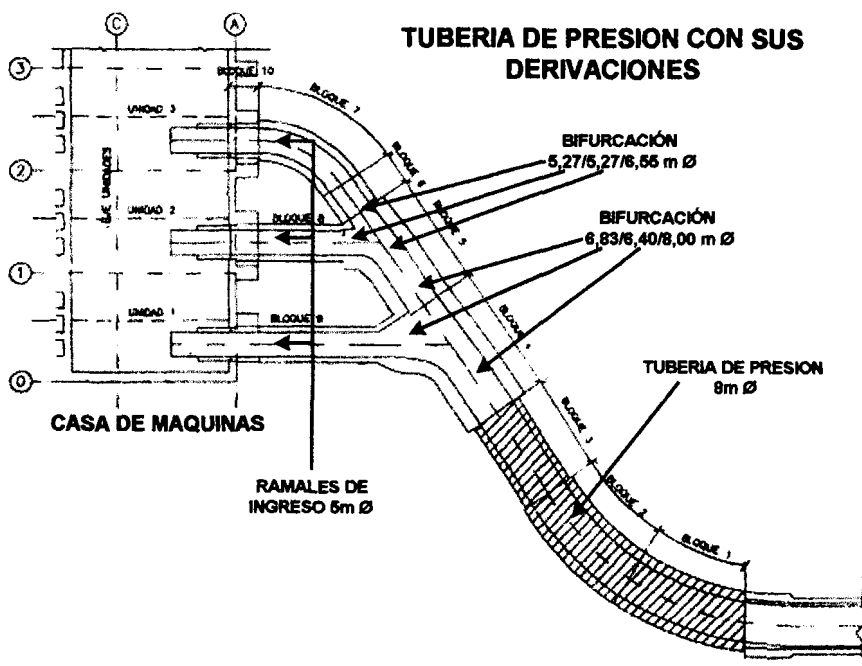 TUBERIA DE PRESION CON SUS
DERIVACIONES
C
A
3
2
1
0
BLOQUE 10
BLOQUE 7
UNIDAD 3
EJE UNIDADES
UNIDAD 2
BLOQUE 8
UNIDAD 1
BLOQUE 9
BLOQUE 6
BLOQUE 5
BLOQUE 4
BLOQUE 3
BLOQUE 2
BLOQUE 1
BIFURCACIÓN
5,27/5,27/6,55 m Ø
BIFURCACIÓN
6,83/6,40/8,00 m Ø
TUBERIA DE PRESION
8m Ø
CASA DE MAQUINAS
RAMALES DE
INGRESO 5m Ø